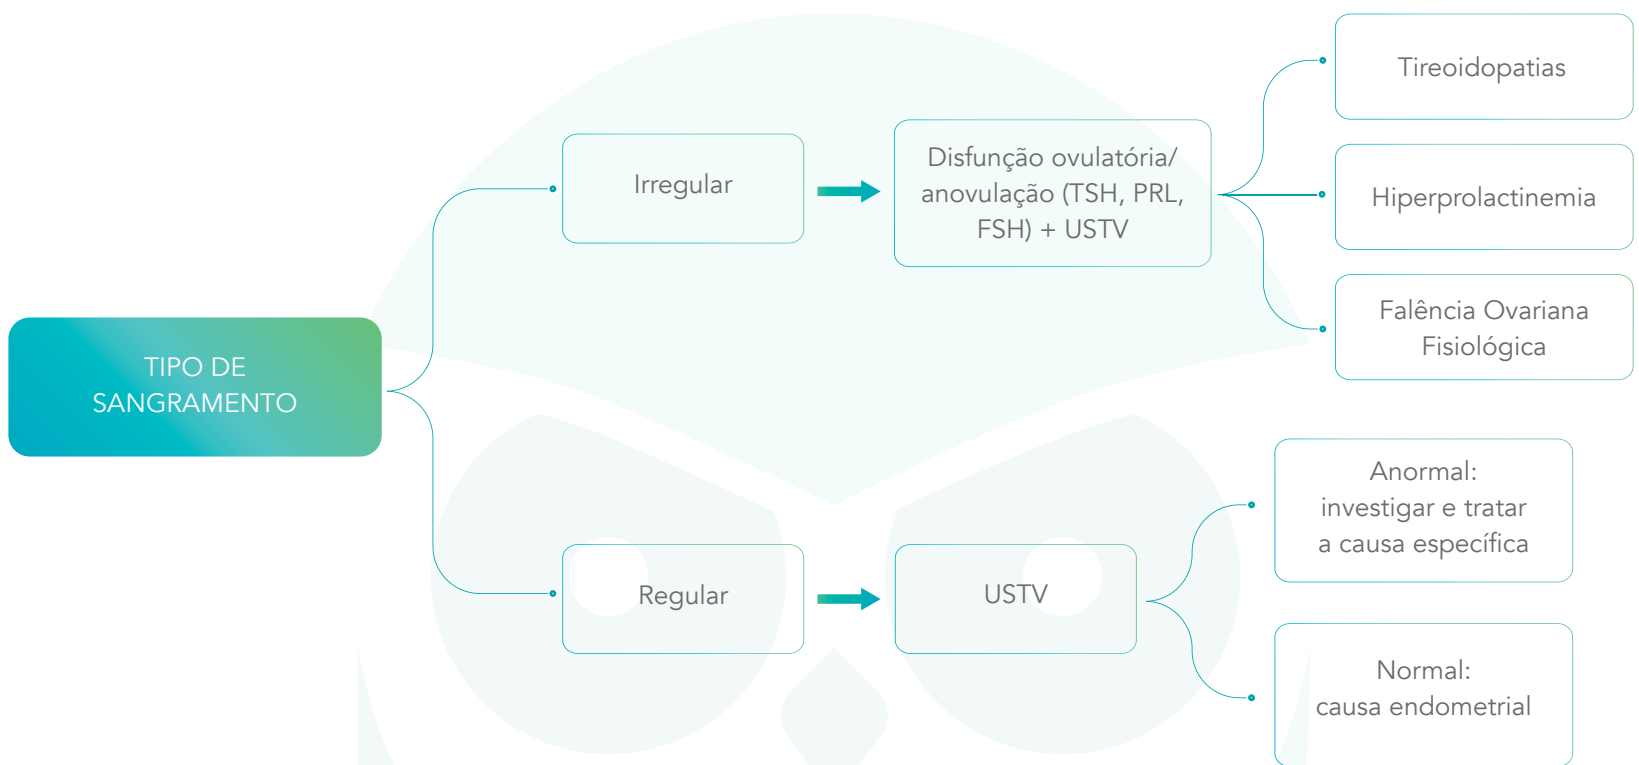 TIPO DE
SANGRAMENTO
Irregular
Disfunção ovulatória/
anovulação (TSH, PRL,
FSH) + USTV
Tireoidopatias
Hiperprolactinemia
Falência Ovariana
Fisiológica
Regular
USTV
Anormal:
investigar e tratar
a causa específica
Normal:
causa endometrial